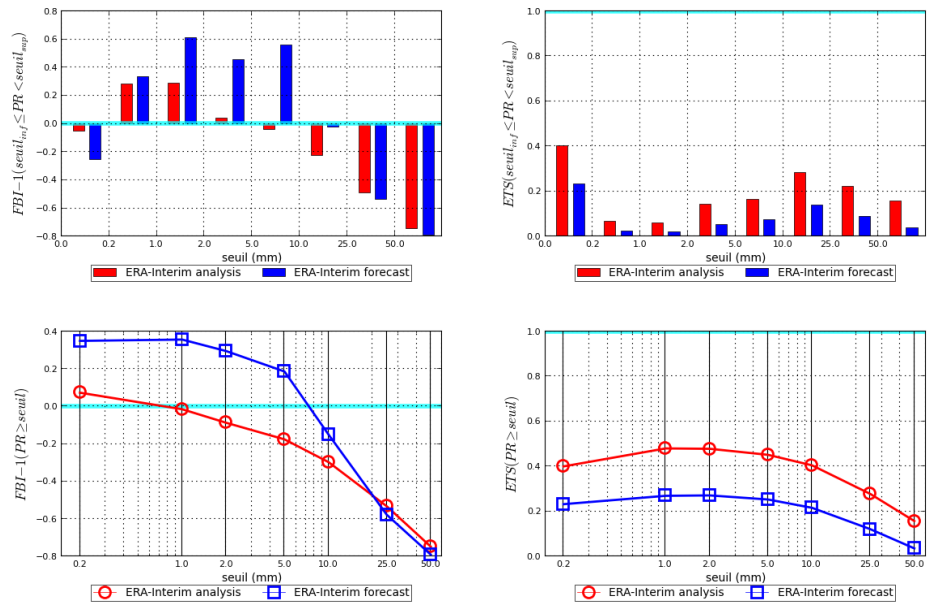 FBI−1(seuil_inf ≤ PR < seuil_sup)
0.8
0.6
0.4
0.2
0.0
−0.2
−0.4
−0.6
−0.8
0.0 0.2 1.0 2.0 5.0 10.0 25.0 50.0
seuil (mm)
ERA-Interim analysis ERA-Interim forecast
ETS(seuil_inf ≤ PR < seuil_sup)
1.0
0.8
0.6
0.4
0.2
0.0
0.0 0.2 1.0 2.0 5.0 10.0 25.0 50.0
seuil (mm)
ERA-Interim analysis ERA-Interim forecast
FBI−1(PR ≥ seuil)
0.4
0.2
0.0
−0.2
−0.4
−0.6
−0.8
0.2 1.0 2.0 5.0 10.0 25.0 50.0
seuil (mm)
ERA-Interim analysis ERA-Interim forecast
ETS(PR ≥ seuil)
1.0
0.8
0.6
0.4
0.2
0.0
0.2 1.0 2.0 5.0 10.0 25.0 50.0
seuil (mm)
ERA-Interim analysis ERA-Interim forecast